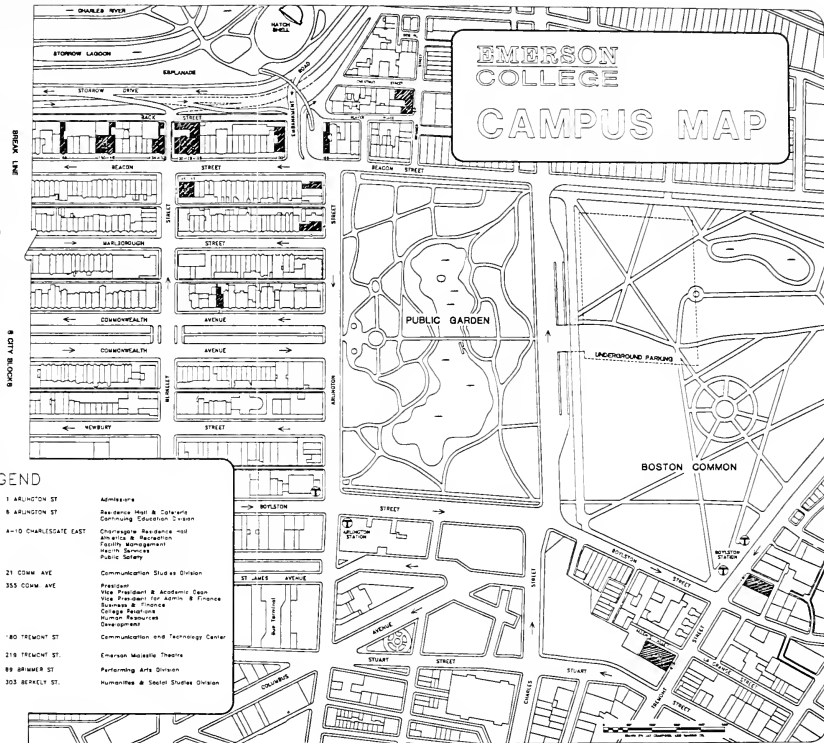 CHARLES RIVER
HATCH
SHELL
STORROW LAGOON
ESPLANADE
STORROW DRIVE
ROAD
EMERSON
COLLEGE
CAMPUS MAP
BACK STREET
BEACON STREET
BEACON STREET
BREAK LINE
8 CITY BLOCKS
STREET
STREET
MARLBOROUGH STREET
COMMONWEALTH AVENUE
COMMONWEALTH AVENUE
PUBLIC GARDEN
UNDERGROUND PARKING
BERKELEY
ARLINGTON
NEWBURY STREET
BOSTON COMMON
BOYLSTON STREET
ARLINGTON
STATION
BOYLSTON
STATION
BOYLSTON STREET
ST JAMES AVENUE
Bus Terminal
AVENUE
STUART STREET
STUART
COLUMBUS
CHARLES
STREET
TREMONT
STREET
LA GRANGE STREET
STREET
GEND
1 ARLINGTON ST Admissions
6 ARLINGTON ST Residence Hall & Cafeteria
Continuing Education Division
A-10 CHARLESGATE EAST Charlesgate Residence Hall
Athletics & Recreation
Facility Management
Health Services
Public Safety
21 COMM. AVE Communication Studies Division
355 COMM. AVE President
Vice President & Academic Dean
Vice President for Admin & Finance
Business & Finance
College Relations
Human Resources
Development
180 TREMONT ST Communication and Technology Center
219 TREMONT ST. Emerson Majestic Theatre
69 BRIMMER ST Performing Arts Division
303 BERKELY ST. Humanities & Social Studies Division